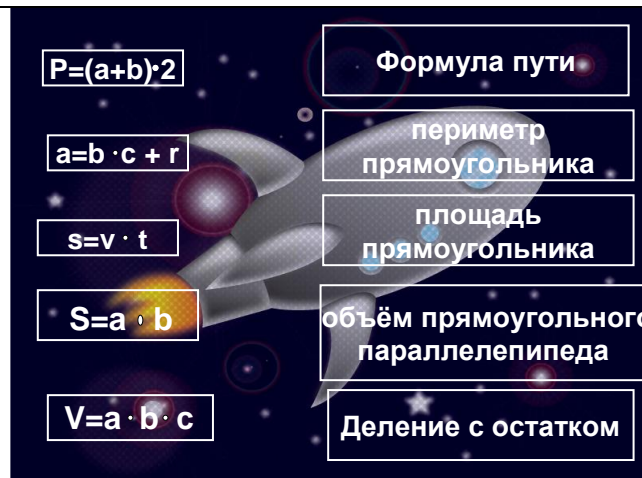 P=(a+b)·2
Формула пути
a=b ·c + r
периметр
прямоугольника
s=v · t
площадь
прямоугольника
S=a · b
объём прямоугольного
параллелепипеда
V=a · b · c
Деление с остатком